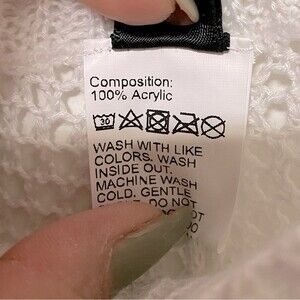 Composition:
100% Acrylic
30
WASH WITH LIKE
COLORS. WASH
INSIDE OUT.
MACHINE WASH
COLD. GENTLE
DO NOT